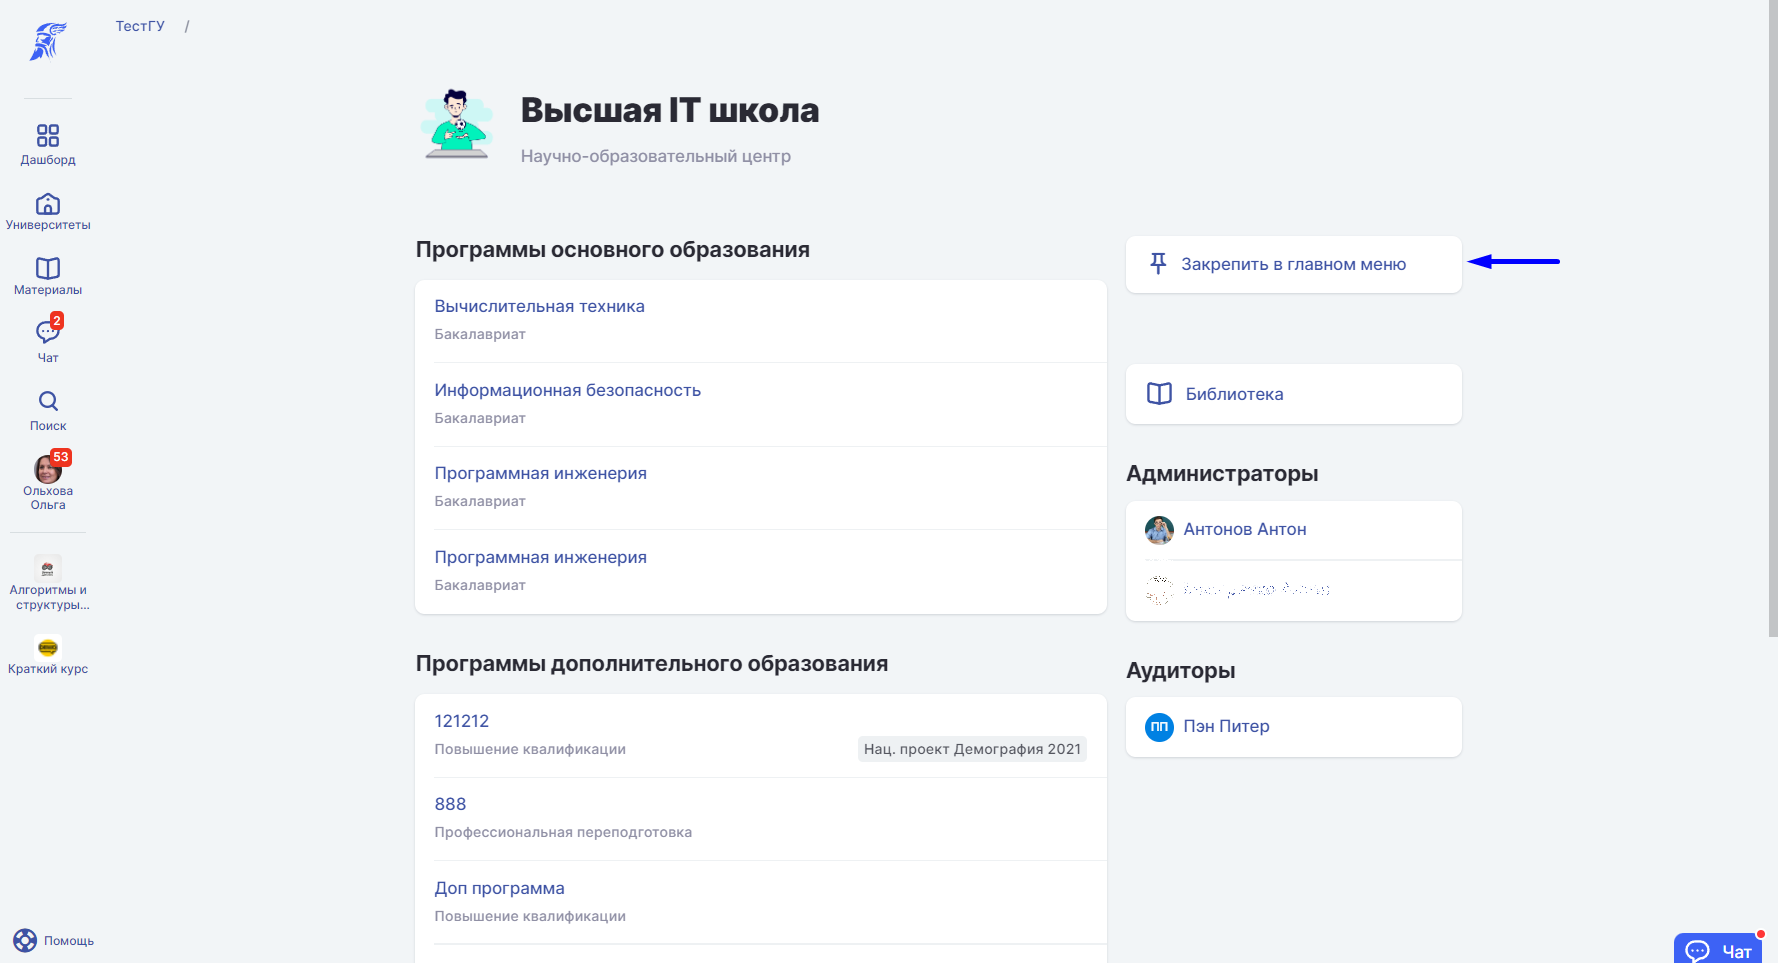 ТестГУ /
Дашборд
Университеты
Материалы
2
Чат
Поиск
53
Ольхова
Ольга
Алгоритмы и
структуры...
Краткий курс
Помощь
Высшая IT школа
Научно-образовательный центр
Программы основного образования
Вычислительная техника
Бакалавриат
Информационная безопасность
Бакалавриат
Программная инженерия
Бакалавриат
Программная инженерия
Бакалавриат
Программы дополнительного образования
121212
Повышение квалификации
Нац. проект Демография 2021
888
Профессиональная переподготовка
Доп программа
Повышение квалификации
Закрепить в главном меню
Библиотека
Администраторы
Антонов Антон
Аудиторы
ПП
Пэн Питер
Чат